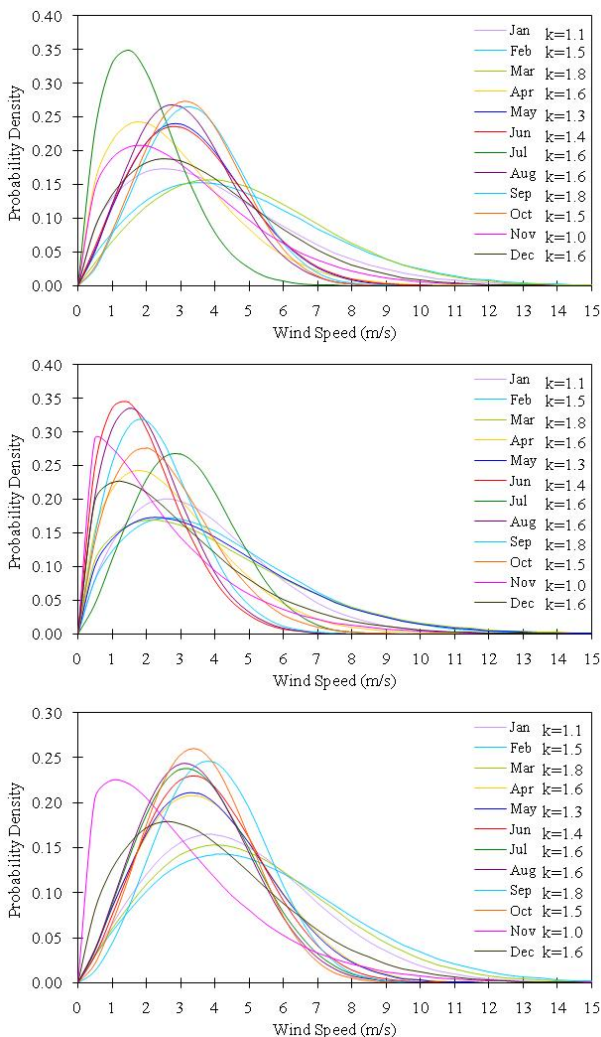 0.40
0.35
0.30
0.25
0.20
0.15
0.10
0.05
0.00
Probability Density
Jan k=1.1
Feb k=1.5
Mar k=1.8
Apr k=1.6
May k=1.3
Jun k=1.4
Jul k=1.6
Aug k=1.6
Sep k=1.8
Oct k=1.5
Nov k=1.0
Dec k=1.6
0 1 2 3 4 5 6 7 8 9 10 11 12 13 14 15
Wind Speed (m/s)
0.40
0.35
0.30
0.25
0.20
0.15
0.10
0.05
0.00
Probability Density
Jan k=1.1
Feb k=1.5
Mar k=1.8
Apr k=1.6
May k=1.3
Jun k=1.4
Jul k=1.6
Aug k=1.6
Sep k=1.8
Oct k=1.5
Nov k=1.0
Dec k=1.6
0 1 2 3 4 5 6 7 8 9 10 11 12 13 14 15
Wind Speed (m/s)
0.30
0.25
0.20
0.15
0.10
0.05
0.00
Probability Density
Jan k=1.1
Feb k=1.5
Mar k=1.8
Apr k=1.6
May k=1.3
Jun k=1.4
Jul k=1.6
Aug k=1.6
Sep k=1.8
Oct k=1.5
Nov k=1.0
Dec k=1.6
0 1 2 3 4 5 6 7 8 9 10 11 12 13 14 15
Wind Speed (m/s)